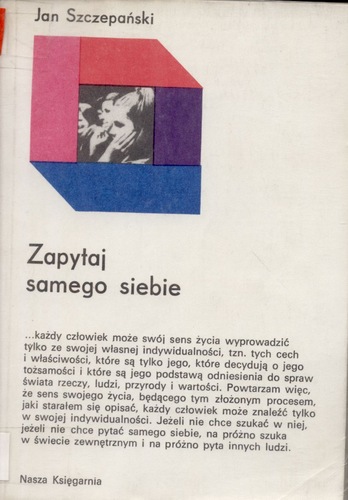 Jan Szczepański
Zapytaj
samego siebie
...każdy człowiek może swój sens życia wyprowadzić
tylko ze swojej własnej indywidualności, tzn. tych cech
i właściwości, które są tylko jego, które decydują o jego
tożsamości i które są jego podstawą odniesienia do spraw
świata rzeczy, ludzi, przyrody i wartości. Powtarzam więc,
że sens swojego życia, będącego tym złożonym procesem,
jaki starałem się opisać, każdy człowiek może znaleźć tylko
w swojej indywidualności. Jeżeli nie chce szukać w niej,
jeżeli nie chce pytać samego siebie, na próżno szuka
w świecie zewnętrznym i na próżno pyta innych ludzi.
Nasza Księgarnia